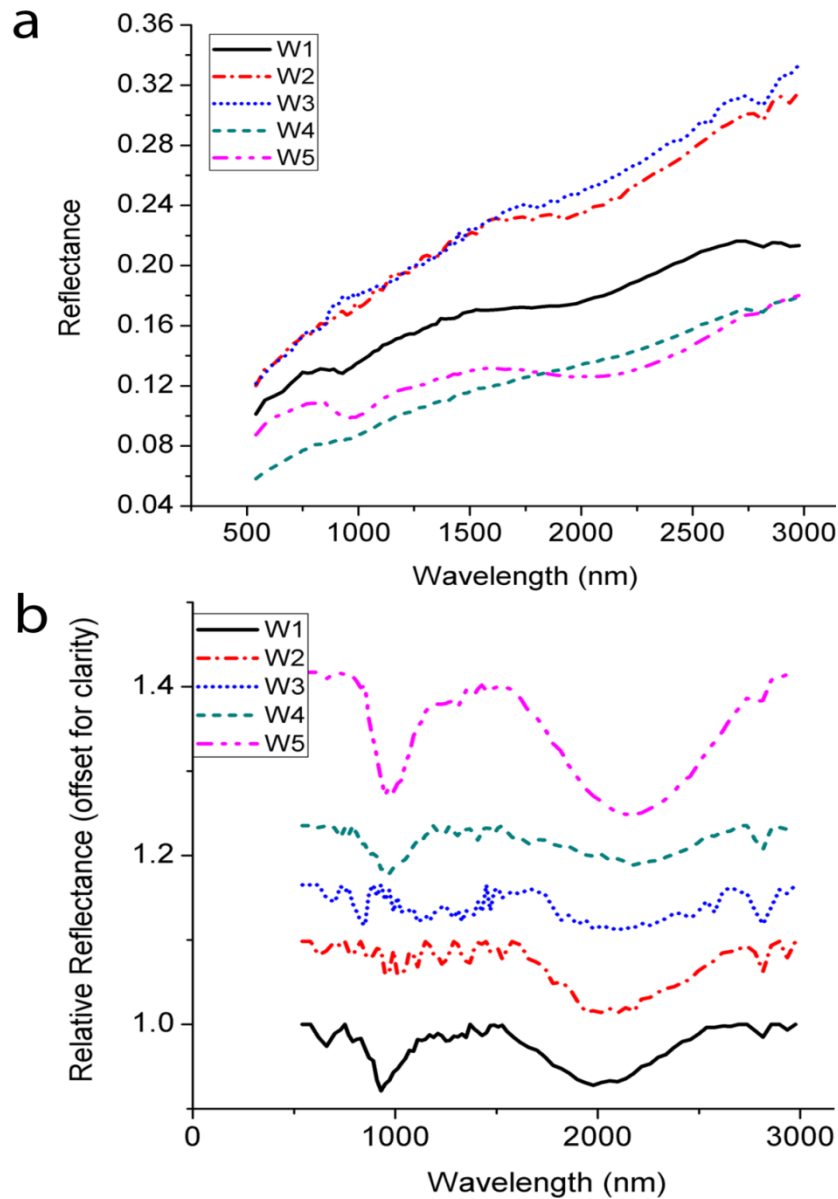 a
0.36
0.32
0.28
0.24
0.20
0.16
0.12
0.08
0.04
Reflectance
W1
W2
W3
W4
W5
500 1000 1500 2000 2500 3000
Wavelength (nm)
b
1.4
1.2
1.0
Relative Reflectance (offset for clarity)
W1
W2
W3
W4
W5
0 1000 2000 3000
Wavelength (nm)